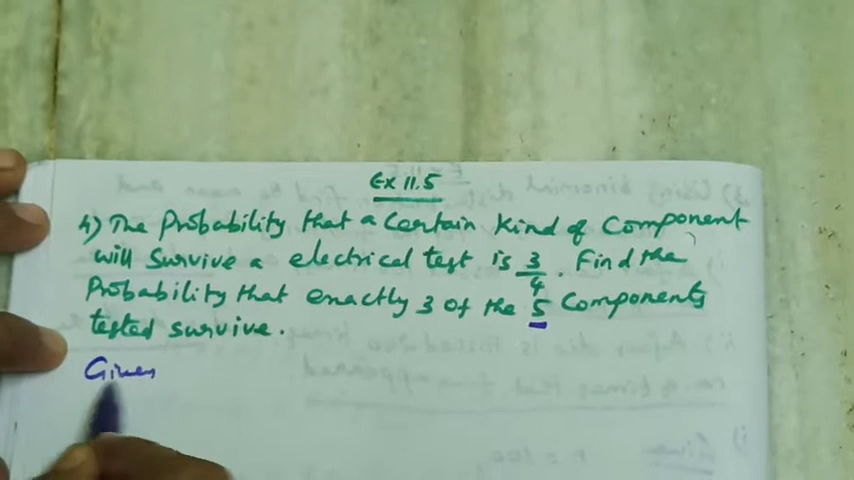 Ex 11.5
4) The Probability that a Certain Kind of Component
will Survive a electrical test is 3/4. Find the
Probability that exactly 3 of the 5 Components
tested survive.
Given